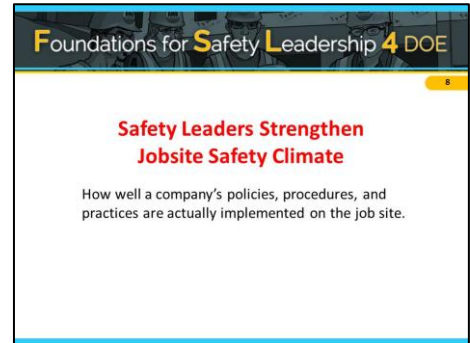 Foundations for Safety Leadership 4 DOE
8
Safety Leaders Strengthen
Jobsite Safety Climate
How well a company's policies, procedures, and
practices are actually implemented on the job site.